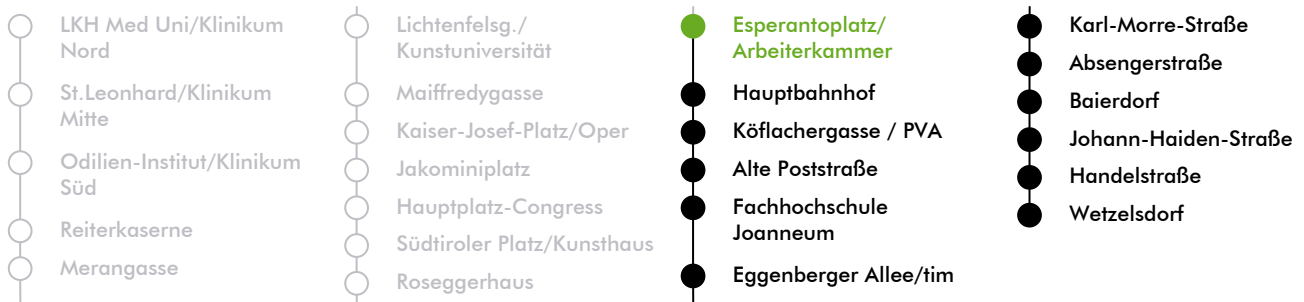 LKH Med Uni/Klinikum
Nord
St.Leonhard/Klinikum
Mitte
Odilien-Institut/Klinikum
Süd
Reiterkaserne
Merangasse
Lichtenfelsg./
Kunstuniversität
Maiffredygasse
Kaiser-Josef-Platz/Oper
Jakominiplatz
Hauptplatz-Congress
Südtiroler Platz/Kunsthaus
Roseggerhaus
Esperantoplatz/
Arbeiterkammer
Hauptbahnhof
Köflachergasse / PVA
Alte Poststraße
Fachhochschule
Joanneum
Eggenberger Allee/tim
Karl-Morre-Straße
Absengerstraße
Baierdorf
Johann-Haiden-Straße
Handelstraße
Wetzelsdorf